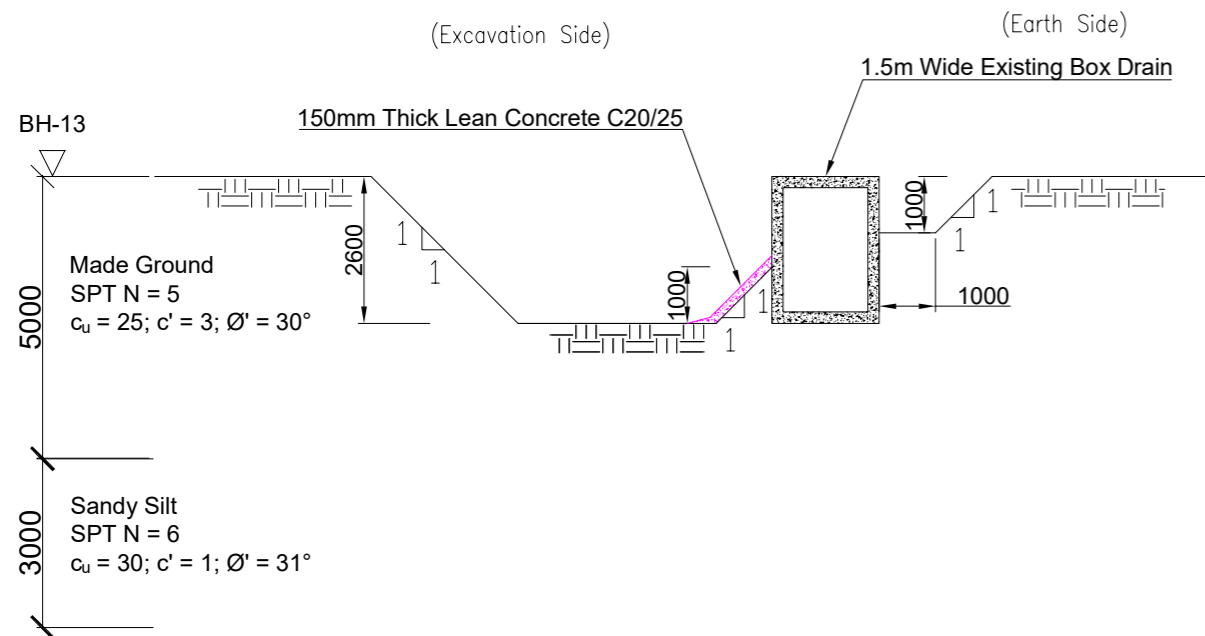 (Excavation Side)
(Earth Side)
1.5m Wide Existing Box Drain
150mm Thick Lean Concrete C20/25
BH-13
1
1
2600
1000
1
1
1000
1
1
1000
5000
Made Ground
SPT N = 5
cᵤ = 25; c' = 3; Ø' = 30°
3000
Sandy Silt
SPT N = 6
cᵤ = 30; c' = 1; Ø' = 31°